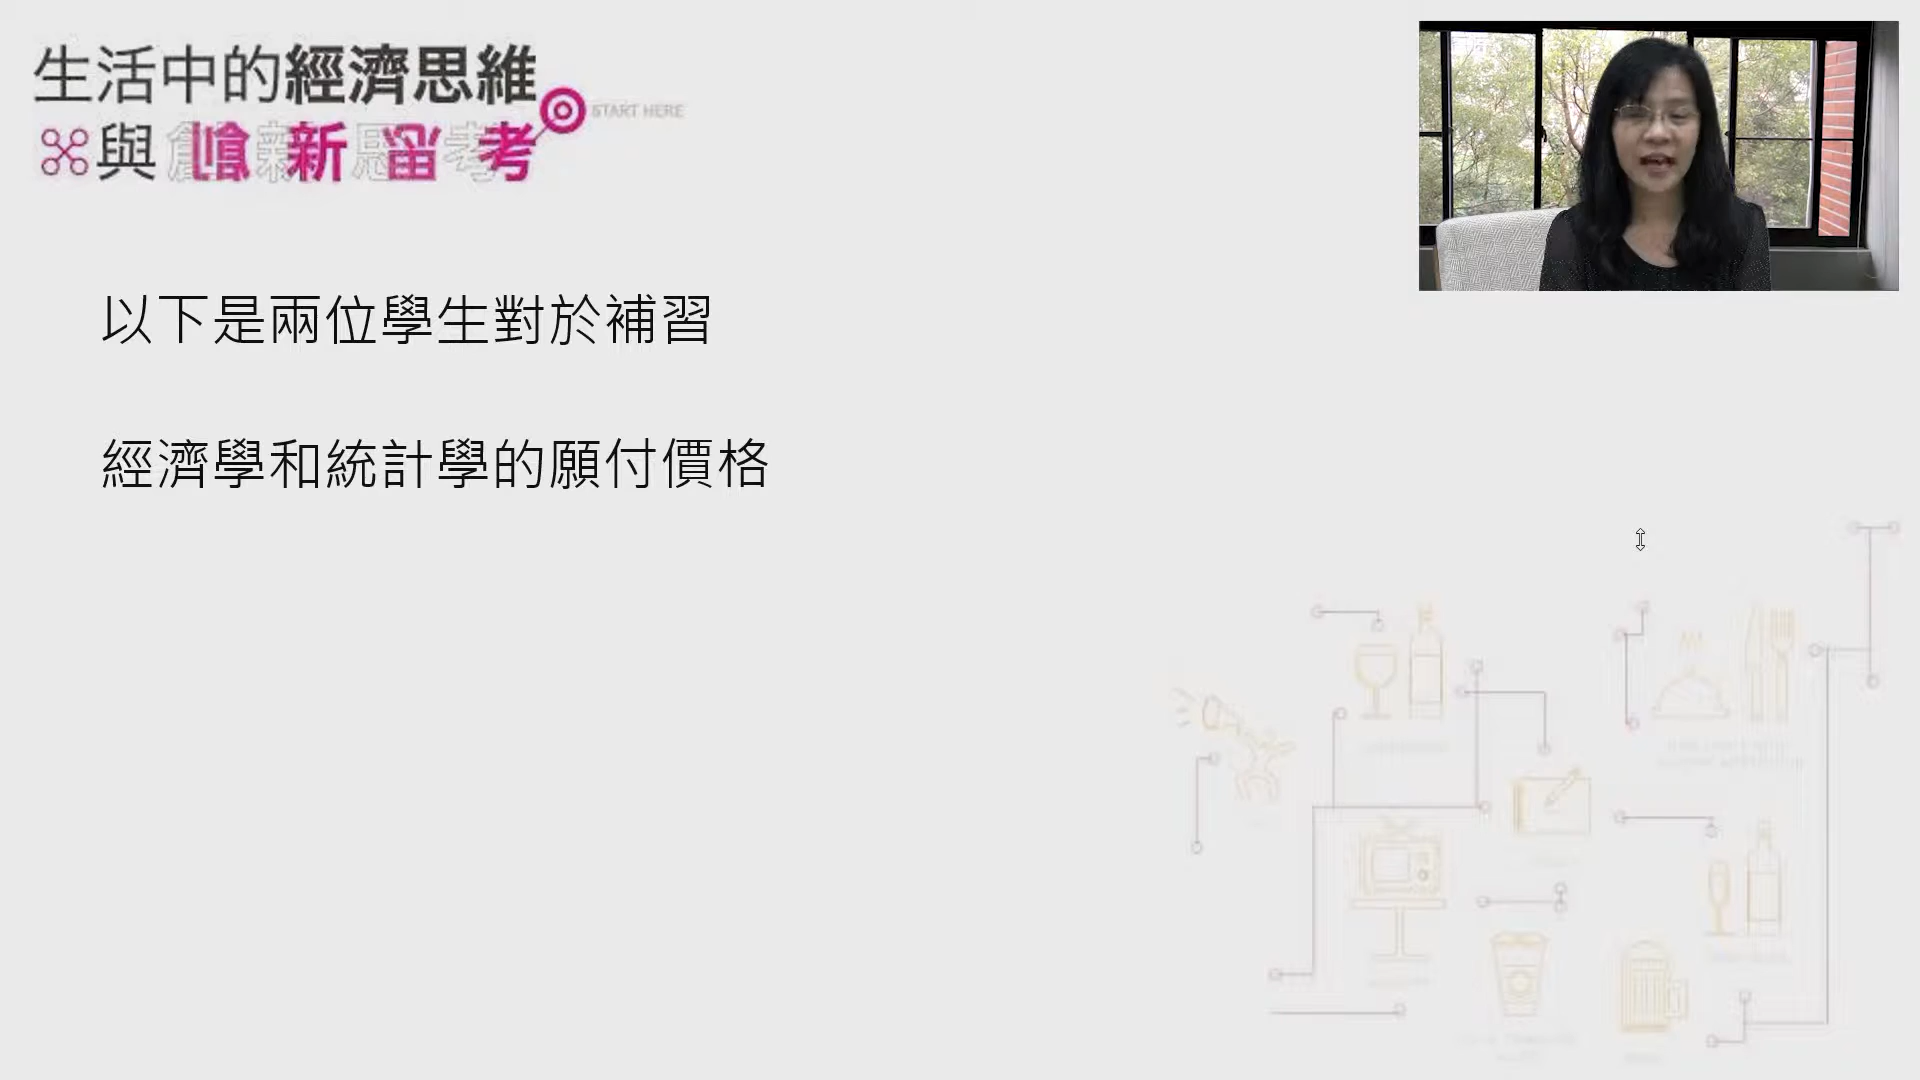 生活中的經濟思維
與創新思考
START HERE
以下是兩位學生對於補習
經濟學和統計學的願付價格